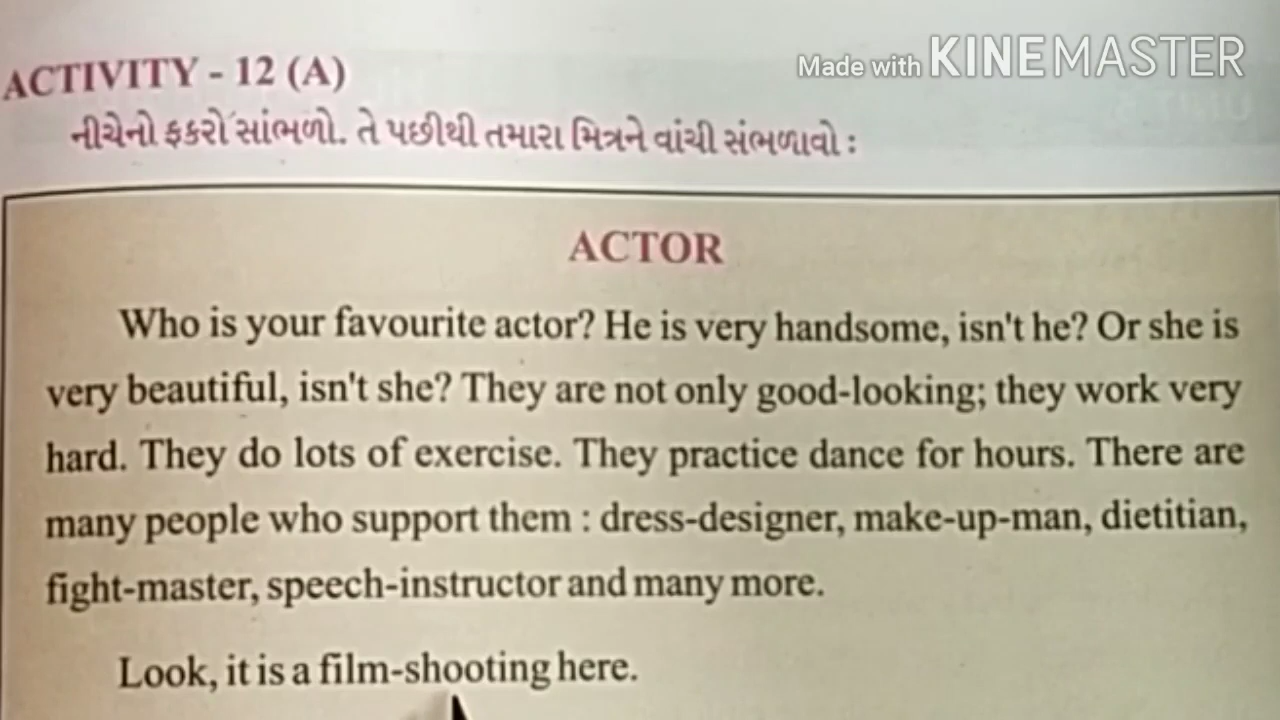 Made with KINEMASTER
ACTIVITY - 12 (A)
નીચેનો ફકરો સાંભળો. તે પછીથી તમારા મિત્રને વાંચી સંભળાવો :
ACTOR
Who is your favourite actor? He is very handsome, isn't he? Or she is
very beautiful, isn't she? They are not only good-looking; they work very
hard. They do lots of exercise. They practice dance for hours. There are
many people who support them : dress-designer, make-up-man, dietitian,
fight-master, speech-instructor and many more.
Look, it is a film-shooting here.